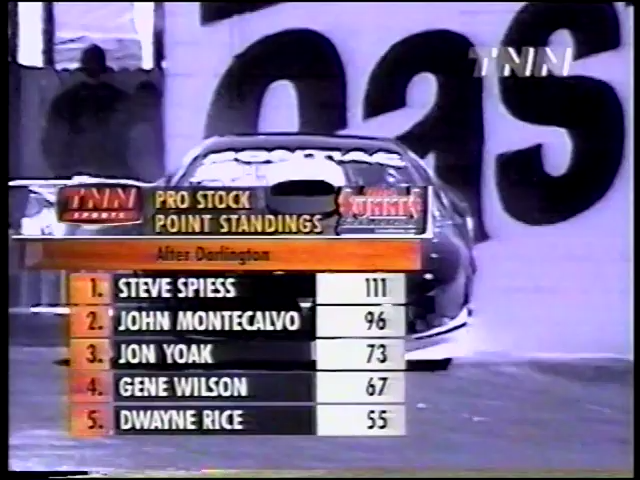 TNN
PONTIAC
TNN
SPORTS
PRO STOCK
POINT STANDINGS
After Darlington
1. STEVE SPIESS 111
2. JOHN MONTECALVO 96
3. JON YOAK 73
4. GENE WILSON 67
5. DWAYNE RICE 55